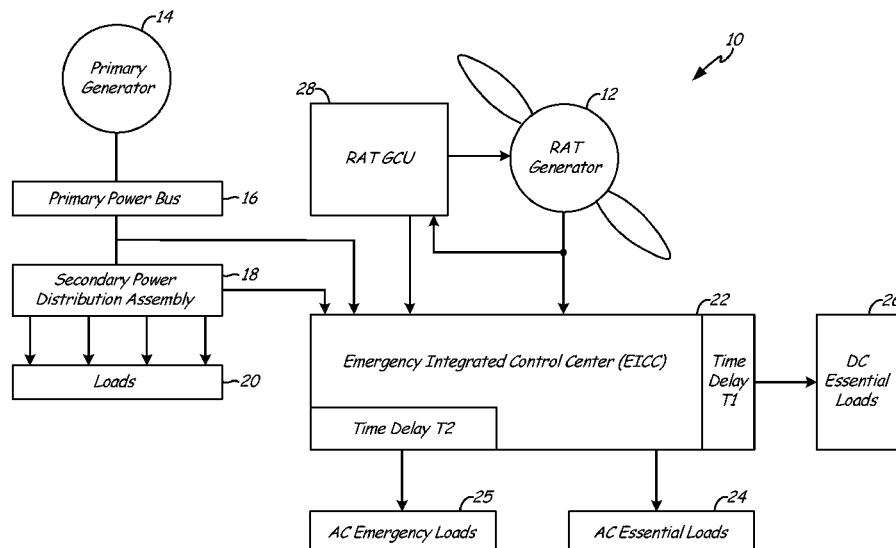 14
Primary
Generator
10
28
RAT GCU
12
RAT
Generator
Primary Power Bus
16
18
Secondary Power
Distribution Assembly
Loads
20
22
Emergency Integrated Control Center (EICC)
Time
Delay
T1
Time Delay T2
26
DC
Essential
Loads
25
AC Emergency Loads
24
AC Essential Loads